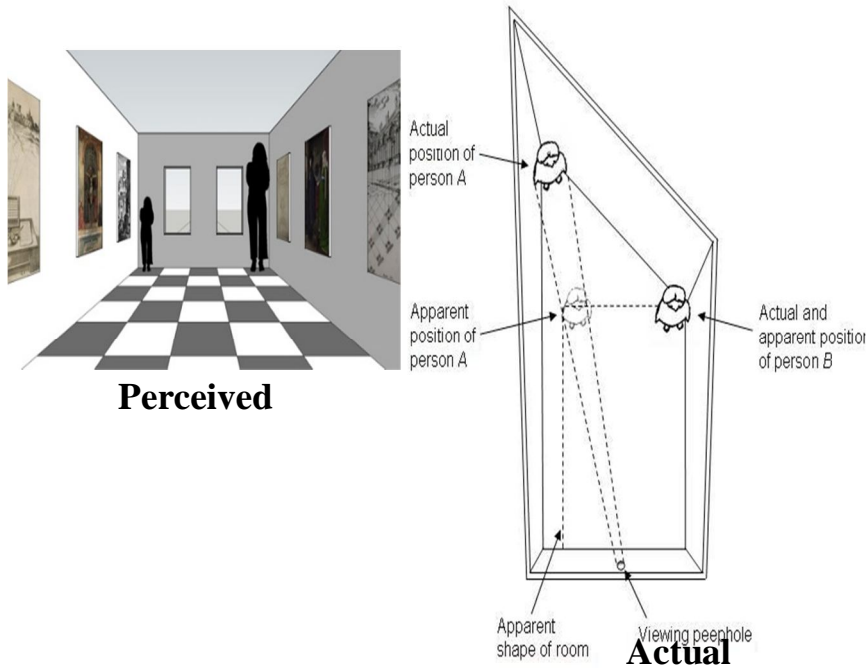 Actual
position of
person A
Apparent
position of
person A
Actual and
apparent position
of person B
Perceived
Apparent
shape of room
Viewing peephole
Actual